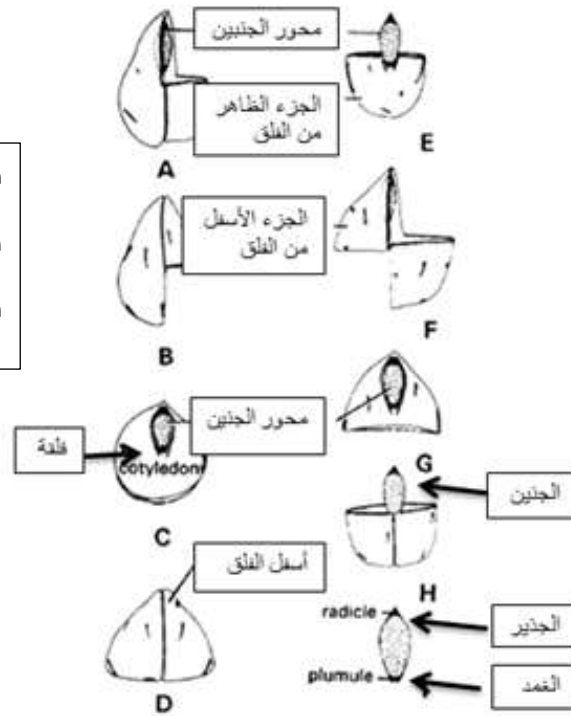 محور الجنبين
E
الجزء الظاهر
من الفلق
A
الجزء الأسفل
من الفلق
F
B
محور الجنين
فلقة
cotyledon
G
الجنين
C
أسفل الفلق
H
radicle
الجذير
plumule
الغمد
D